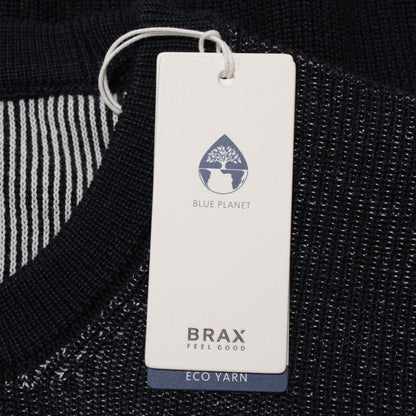 BLUE PLANET
BRAX
FEEL GOOD
ECO YARN